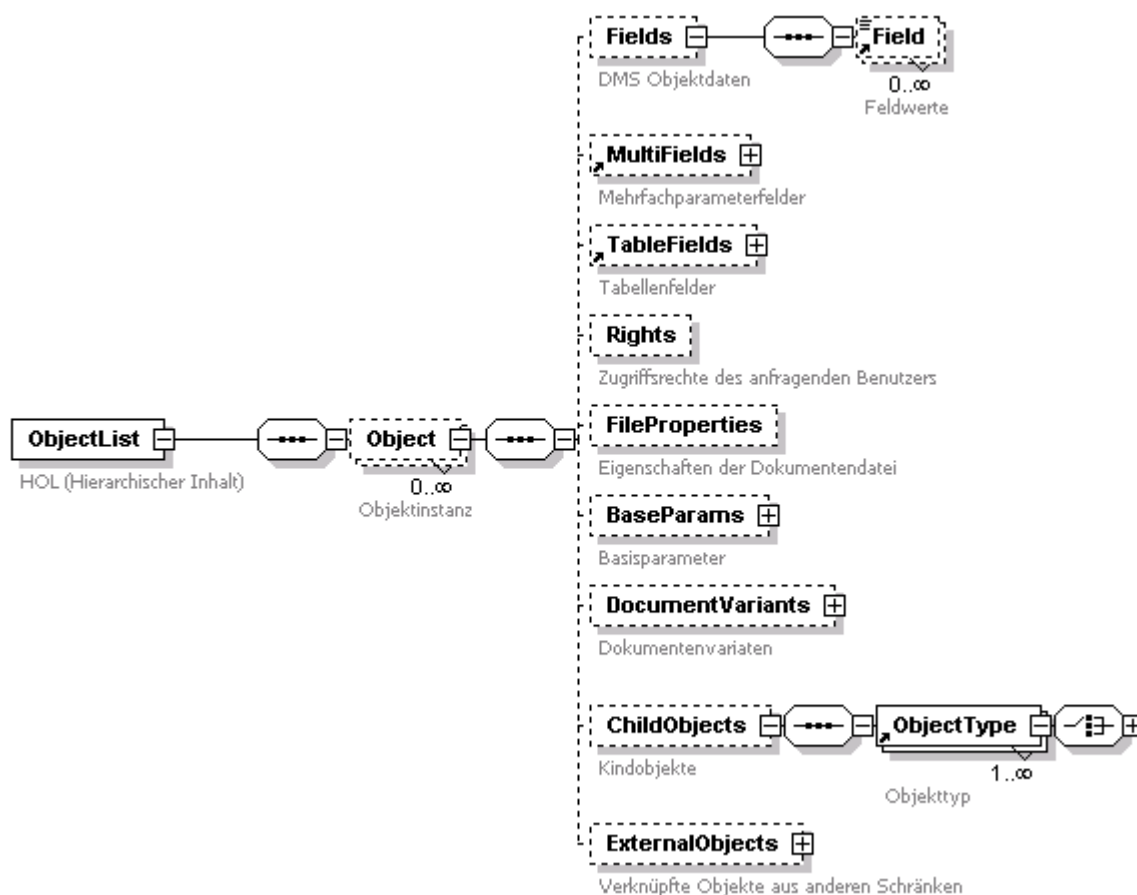 Fields
Field
DMS Objektdaten
0..∞
Feldwerte
MultiFields
Mehrfachparameterfelder
TableFields
Tabellenfelder
Rights
Zugriffsrechte des anfragenden Benutzers
ObjectList
HOL (Hierarchischer Inhalt)
Object
0..∞
Objektinstanz
FileProperties
Eigenschaften der Dokumentendatei
BaseParams
Basisparameter
DocumentVariants
Dokumentenvariaten
ChildObjects
Kindobjekte
ObjectType
1..∞
Objekttyp
ExternalObjects
Verknüpfte Objekte aus anderen Schränken